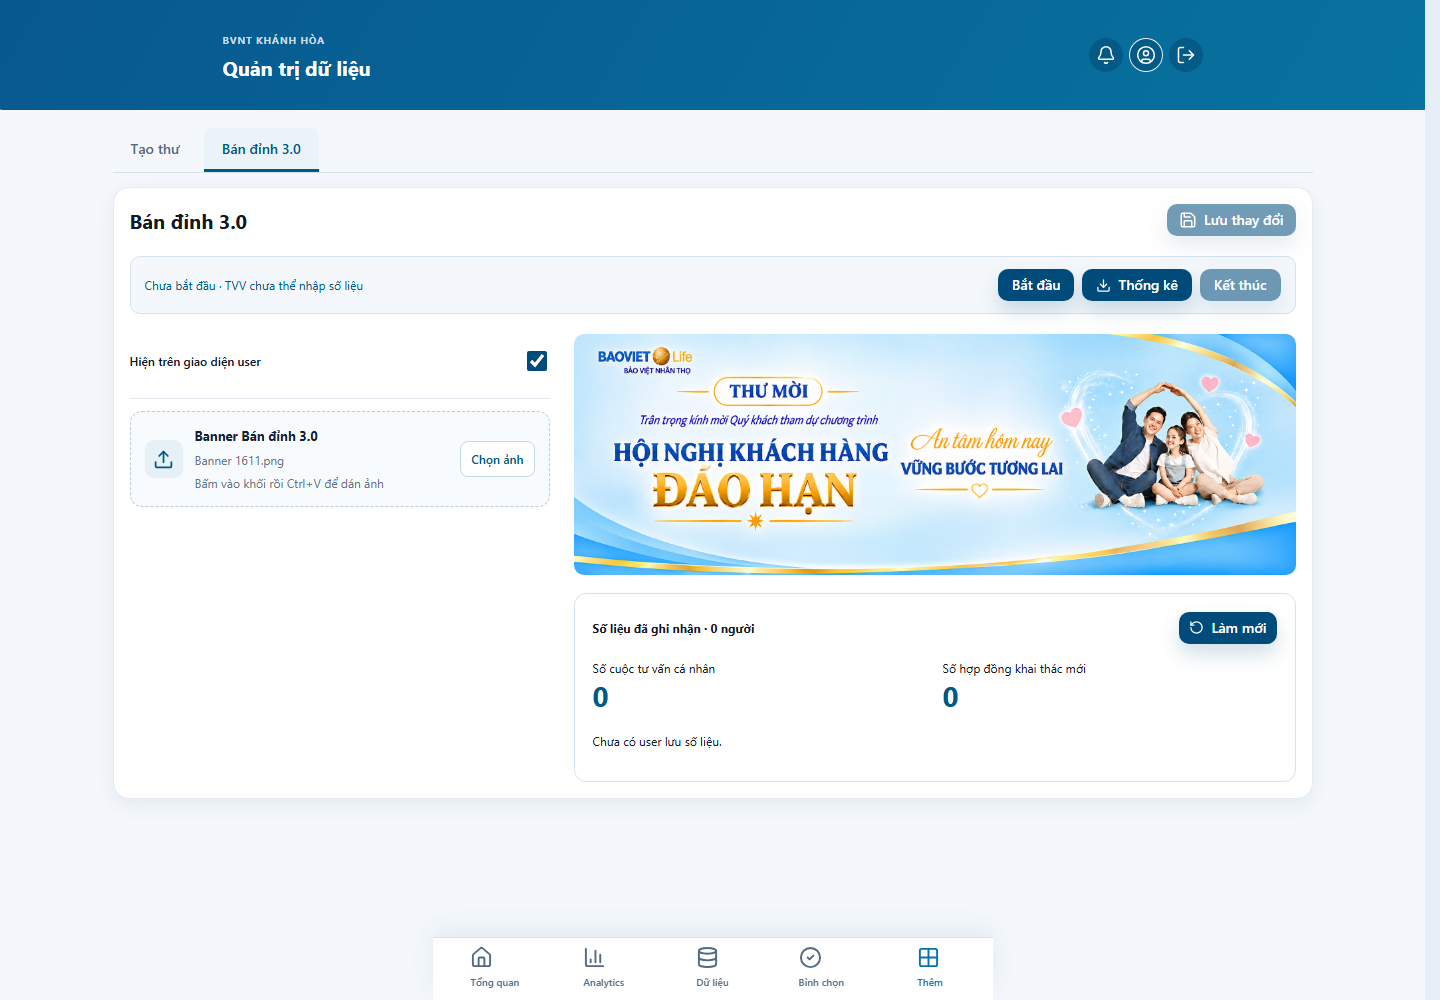 BVNT KHÁNH HÒA
Quản trị dữ liệu
Tạo thư
Bán đỉnh 3.0
Bán đỉnh 3.0
Lưu thay đổi
Chưa bắt đầu · TVV chưa thể nhập số liệu
Bắt đầu
Thống kê
Kết thúc
Hiện trên giao diện user
Banner Bán đỉnh 3.0
Banner 1611.png
Bấm vào khối rồi Ctrl+V để dán ảnh
Chọn ảnh
BAOVIET Life
BẢO VIỆT NHÂN THỌ
THƯ MỜI
Trân trọng kính mời Quý khách tham dự chương trình
HỘI NGHỊ KHÁCH HÀNG
ĐÁO HẠN
An tâm hôm nay
VỮNG BƯỚC TƯƠNG LAI
Số liệu đã ghi nhận · 0 người
Làm mới
Số cuộc tư vấn cá nhân
0
Số hợp đồng khai thác mới
0
Chưa có user lưu số liệu.
Tổng quan
Analytics
Dữ liệu
Bình chọn
Thêm